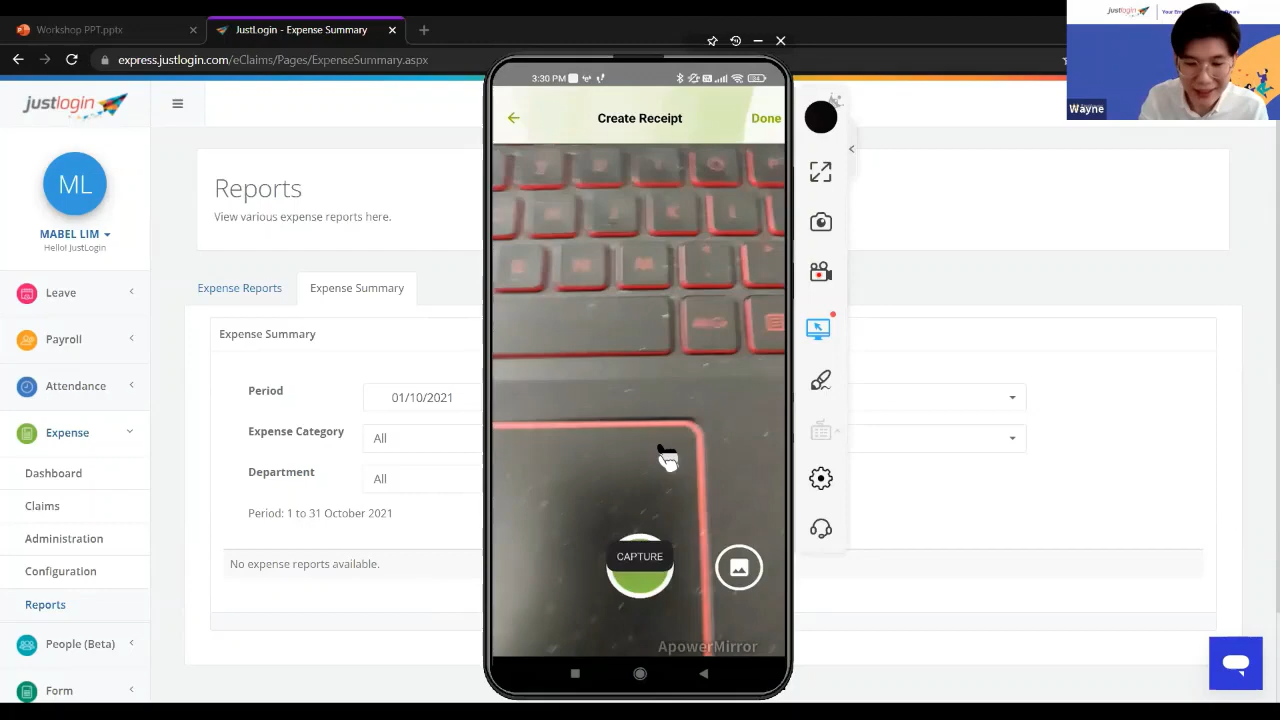 Workshop PPT.pptx
JustLogin - Expense Summary
express.justlogin.com/eClaims/Pages/ExpenseSummary.aspx
justlogin
ML
MABEL LIM
Hello! JustLogin
Leave
Payroll
Attendance
Expense
Dashboard
Claims
Administration
Configuration
Reports
People (Beta)
Form
Reports
View various expense reports here.
Expense Reports
Expense Summary
Expense Summary
Period
01/10/2021
Expense Category
All
Department
All
Period: 1 to 31 October 2021
No expense reports available.
3:30 PM
Create Receipt
Done
CAPTURE
ApowerMirror
justlogin
Wayne